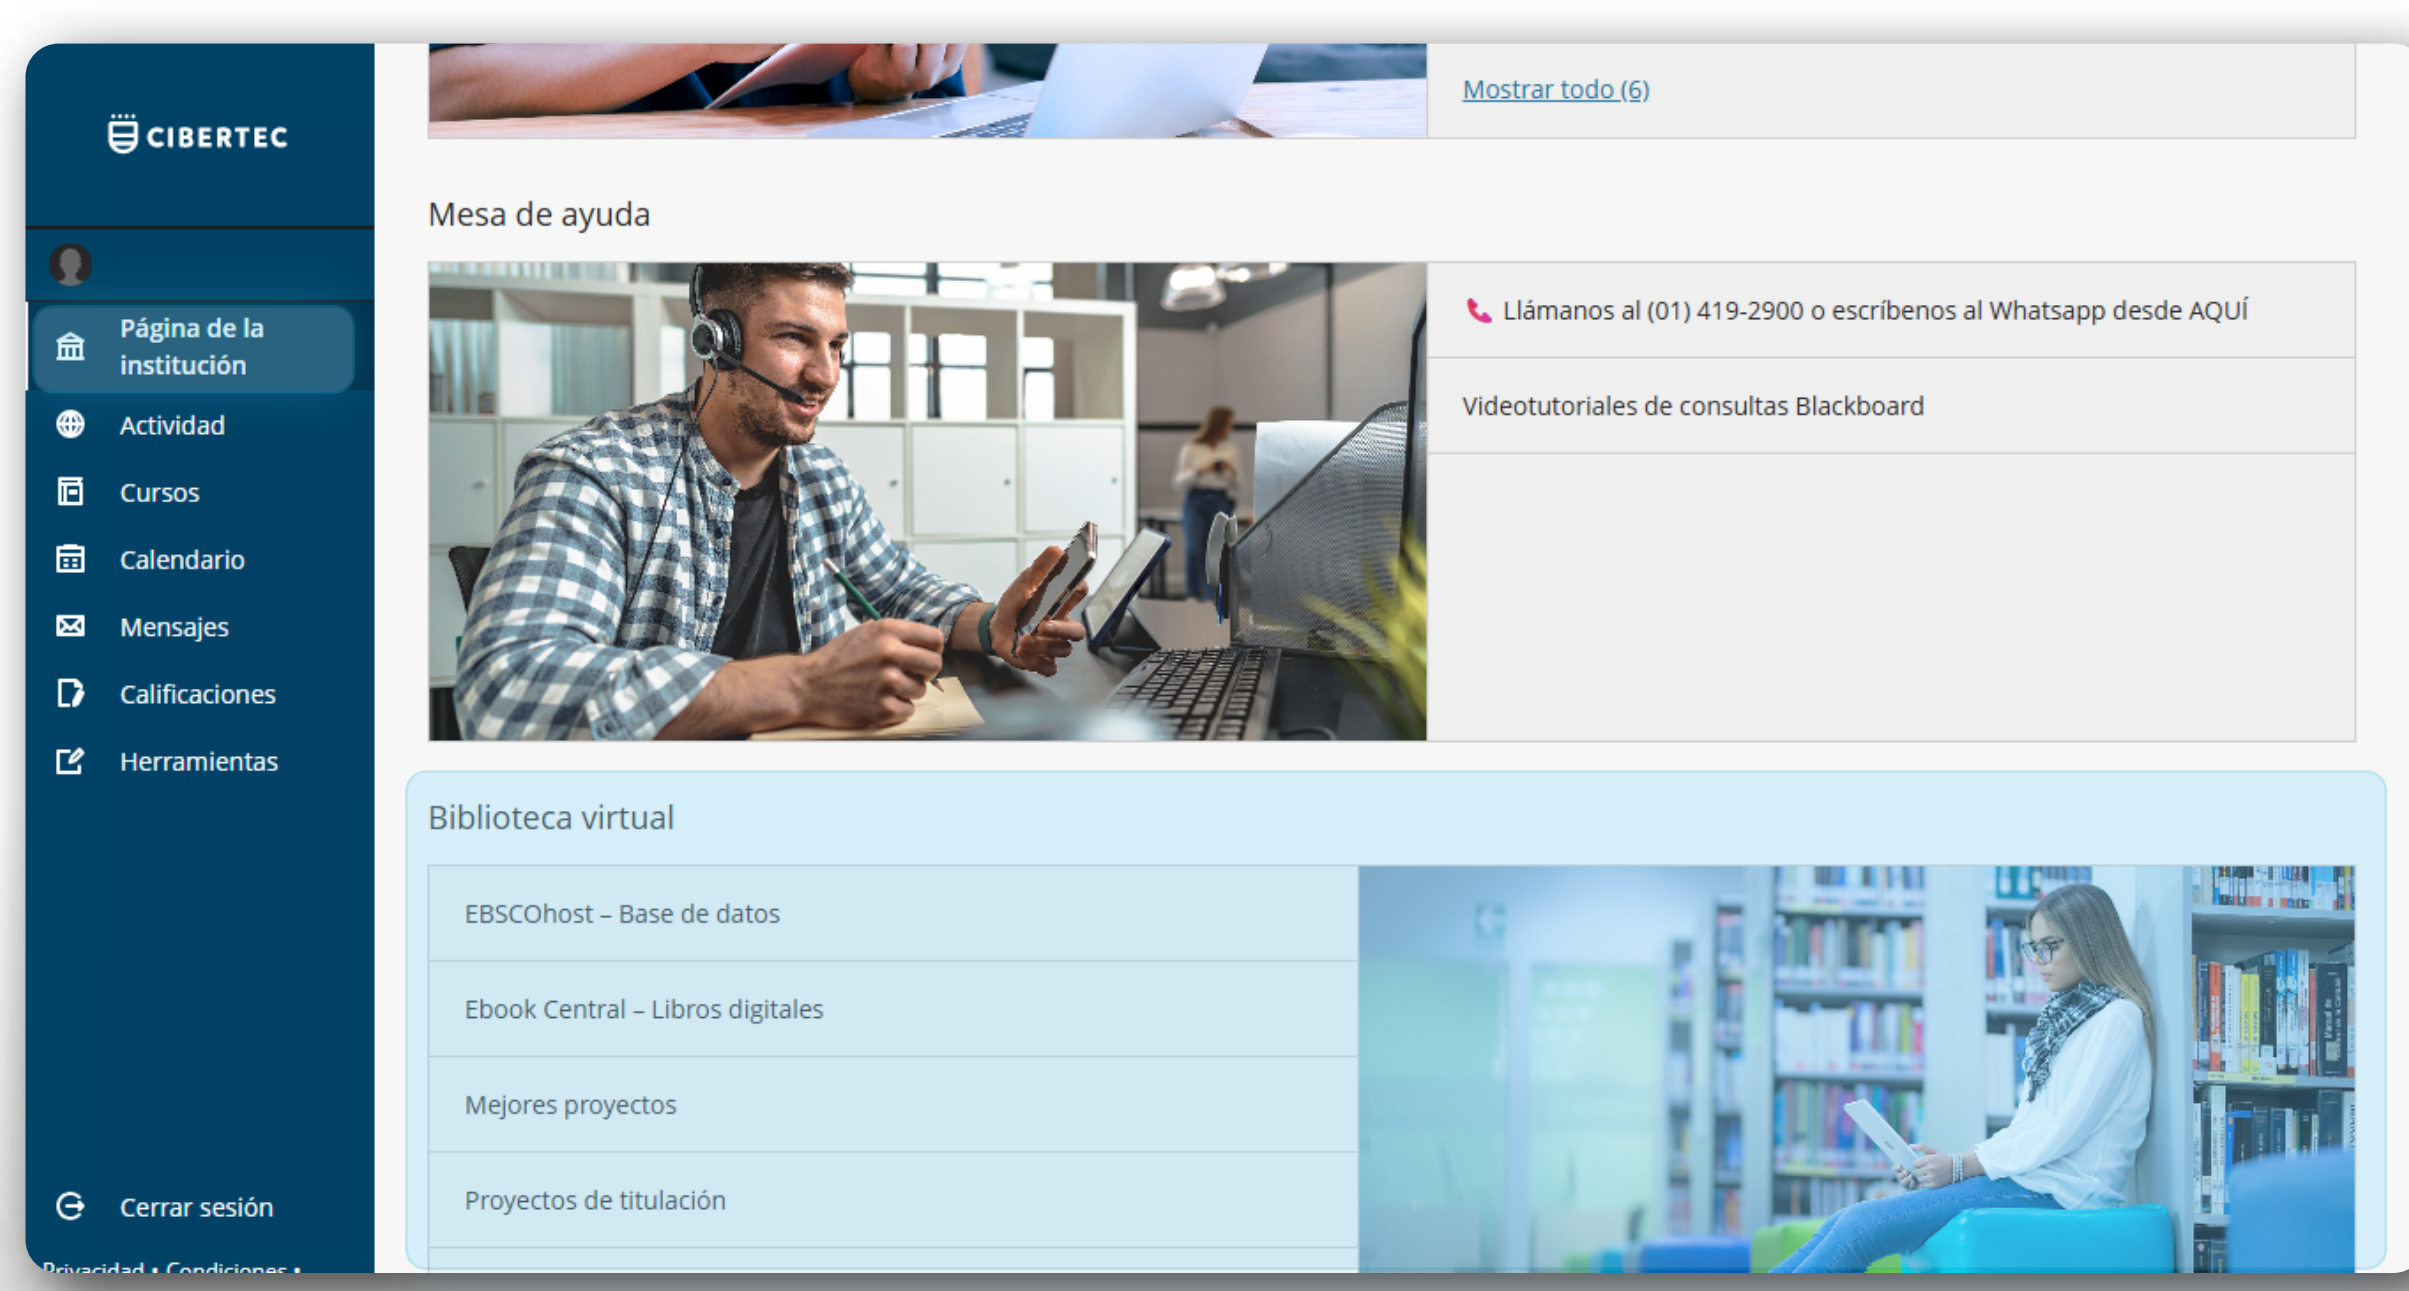 CIBERTEC
Página de la
institución
Actividad
Cursos
Calendario
Mensajes
Calificaciones
Herramientas
Cerrar sesión
Privacidad • Condiciones •
Mostrar todo (6)
Mesa de ayuda
Llámanos al (01) 419-2900 o escríbenos al Whatsapp desde AQUÍ
Videotutoriales de consultas Blackboard
Biblioteca virtual
EBSCOhost – Base de datos
Ebook Central – Libros digitales
Mejores proyectos
Proyectos de titulación